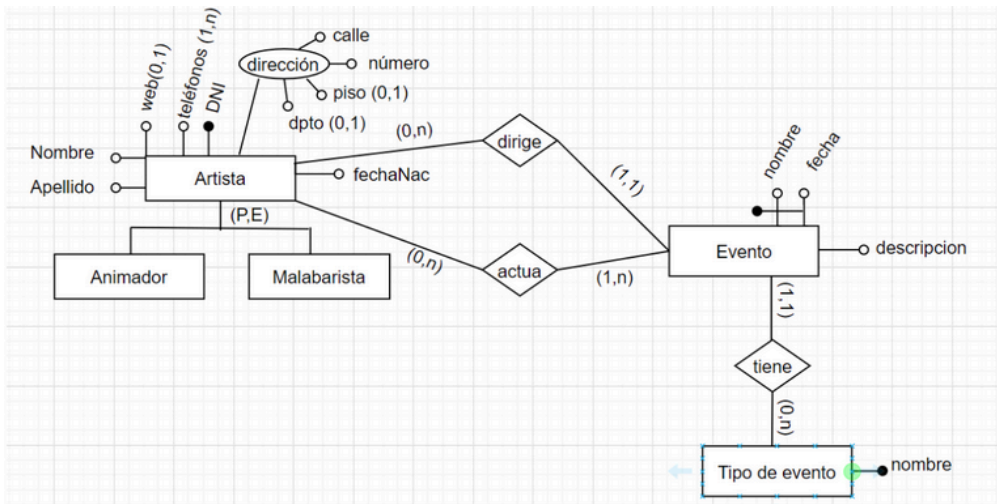 calle
dirección
número
piso (0,1)
dpto (0,1)
web(0,1)
teléfonos (1,n)
DNI
Nombre
Apellido
Artista
fechaNac
(P,E)
Animador
Malabarista
(0,n)
dirige
(1,1)
(0,n)
actua
(1,n)
nombre
fecha
Evento
descripcion
(1,1)
tiene
(0,n)
Tipo de evento
nombre